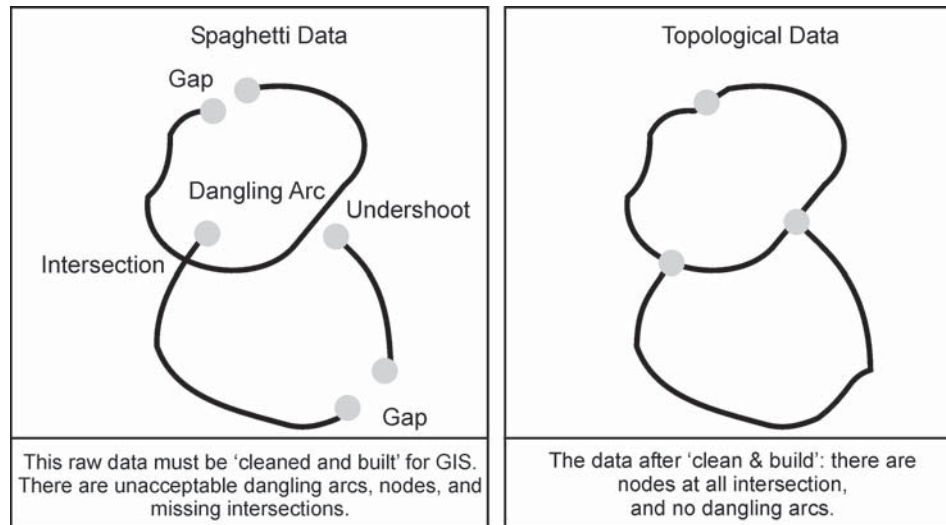 Spaghetti Data
Gap
Dangling Arc
Undershoot
Intersection
Gap
This raw data must be ‘cleaned and built’ for GIS.
There are unacceptable dangling arcs, nodes, and
missing intersections.
Topological Data
The data after ‘clean & build’: there are
nodes at all intersection,
and no dangling arcs.